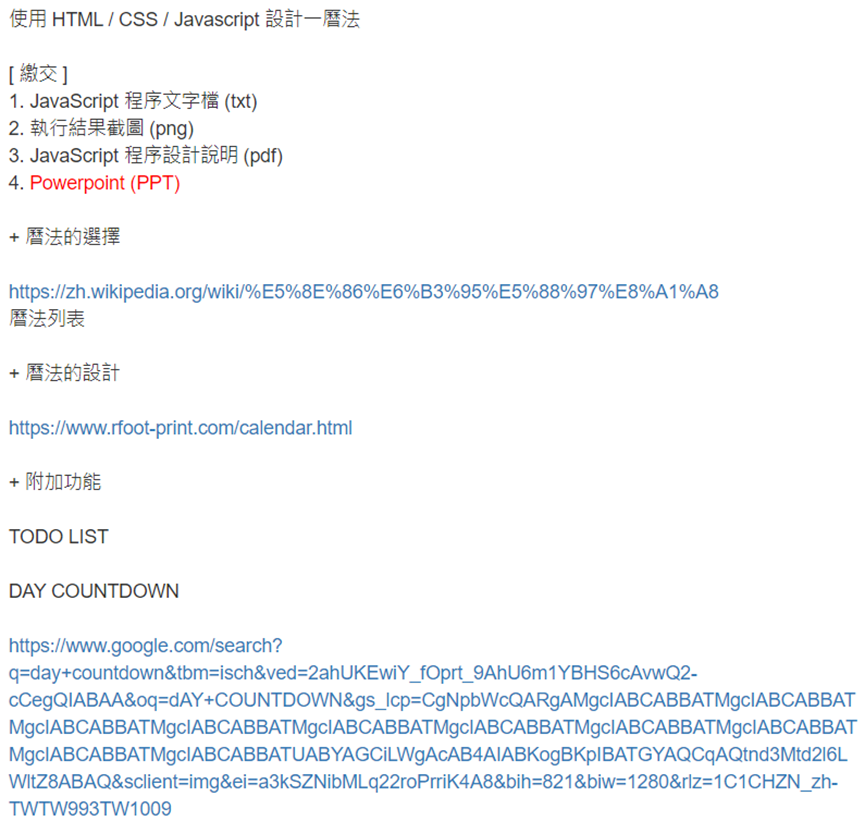 使用 HTML / CSS / Javascript 設計一曆法
[ 繳交 ]
1. JavaScript 程序文字檔 (txt)
2. 執行結果截圖 (png)
3. JavaScript 程序設計說明 (pdf)
4. Powerpoint (PPT)
+ 曆法的選擇
https://zh.wikipedia.org/wiki/%E5%8E%86%E6%B3%95%E5%88%97%E8%A1%A8
曆法列表
+ 曆法的設計
https://www.rfoot-print.com/calendar.html
+ 附加功能
TODO LIST
DAY COUNTDOWN
https://www.google.com/search?
q=day+countdown&tbm=isch&ved=2ahUKEwiY_fOprt_9AhU6m1YBHS6cAvwQ2-
cCegQIABAA&oq=dAY+COUNTDOWN&gs_lcp=CgNpbWcQARgAMgcIABCABBATMgcIABCABBAT
MgcIABCABBATMgcIABCABBATMgcIABCABBATMgcIABCABBATMgcIABCABBATMgcIABCABBAT
MgcIABCABBATMgcIABCABBATUABYAGCiLWgAcAB4AIABKogBKpIBATGYAQCqAQtnd3Mtd2l6L
WltZ8ABAQ&sclient=img&ei=a3kSZNibMLq22roPrriK4A8&bih=821&biw=1280&rlz=1C1CHZN_zh-
TWTW993TW1009